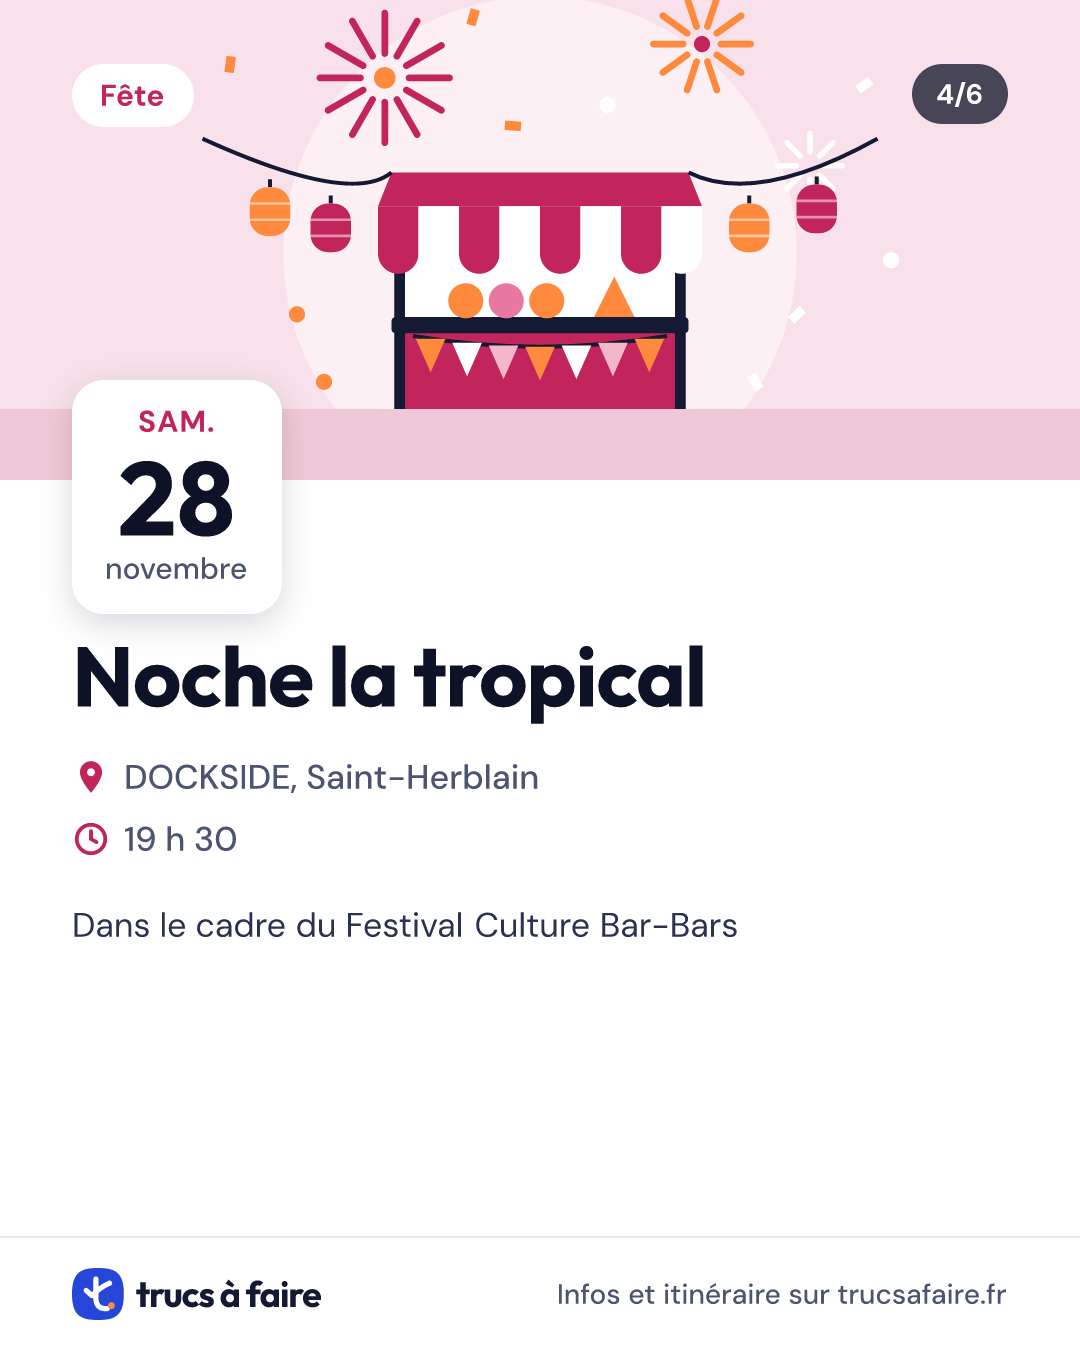 Fête
4/6
SAM.
28
novembre
Noche la tropical
DOCKSIDE, Saint-Herblain
19 h 30
Dans le cadre du Festival Culture Bar-Bars
trucs à faire
Infos et itinéraire sur trucsafaire.fr